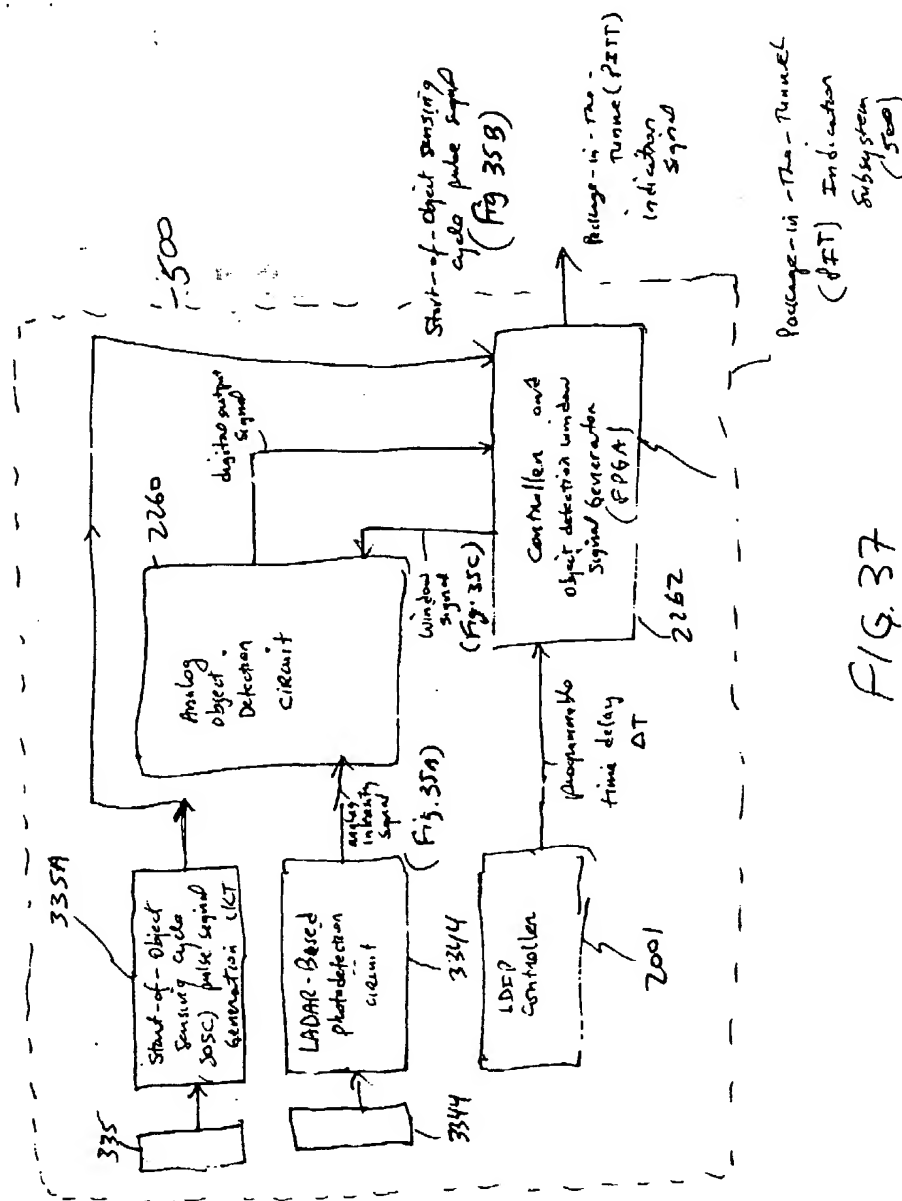 500
335A
Start-of-Object
Sensing Cycle
SOSC) pulse signal
Generation CKT
335
2260
Analog
Object
Detection
CIRCUIT
digital output
signal
Start-of-Object sensing
cycle pulse signal
(Fig 35B)
LADAR-Based
photodetection
circuit
3344
3344
analog
intensity
signal
(Fig. 35A)
Window
signal
(Fig. 35C)
LDIP
Controller
2001
programmable
time delay
ΔT
Controller and
Object detection window
Signal Generator
(FPGA)
2262
Package-in-The-
Tunnel (PITT)
indication
signal
Package-in-The-Tunnel
(PITT) Indication
Subsystem
(500)
FIG. 37